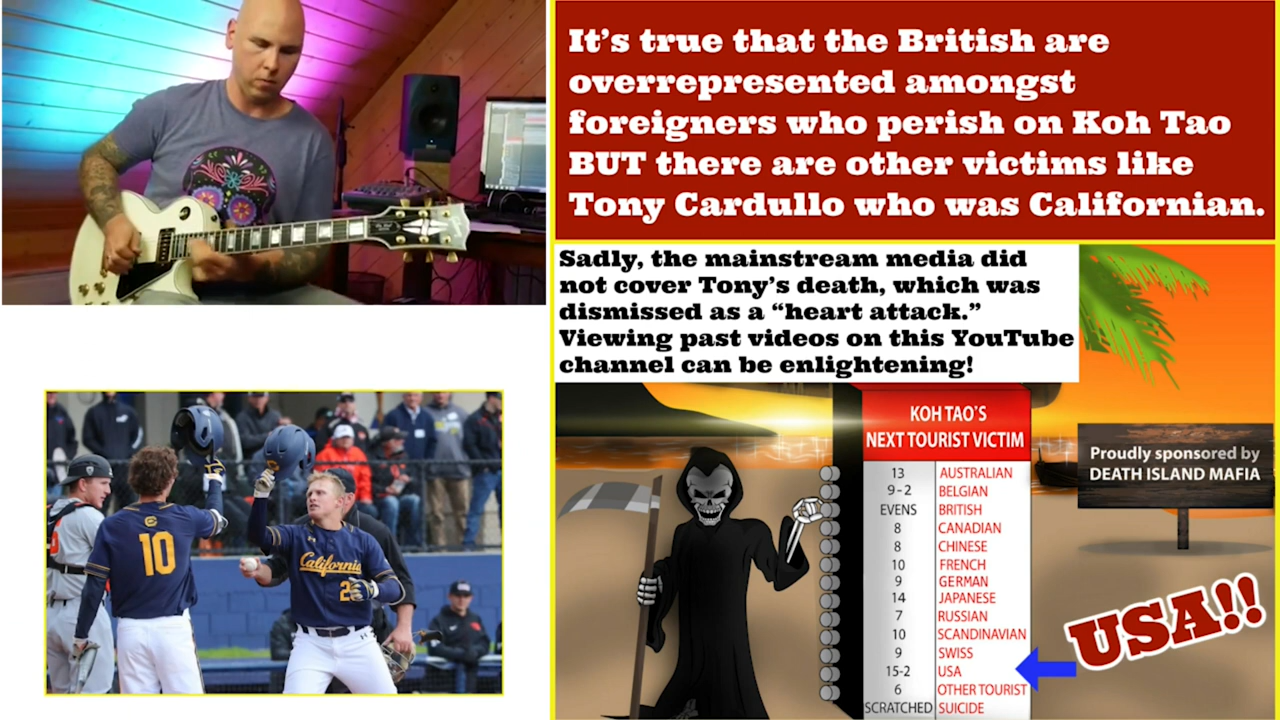 It's true that the British are
overrepresented amongst
foreigners who perish on Koh Tao
BUT there are other victims like
Tony Cardullo who was Californian.
Sadly, the mainstream media did
not cover Tony's death, which was
dismissed as a “heart attack.”
Viewing past videos on this YouTube
channel can be enlightening!
KOH TAO'S
NEXT TOURIST VICTIM
13 AUSTRALIAN
9-2 BELGIAN
EVENS BRITISH
8 CANADIAN
8 CHINESE
10 FRENCH
9 GERMAN
14 JAPANESE
7 RUSSIAN
10 SCANDINAVIAN
9 SWISS
15-2 USA
6 OTHER TOURIST
SCRATCHED SUICIDE
Proudly sponsored by
DEATH ISLAND MAFIA
USA!!
10
California